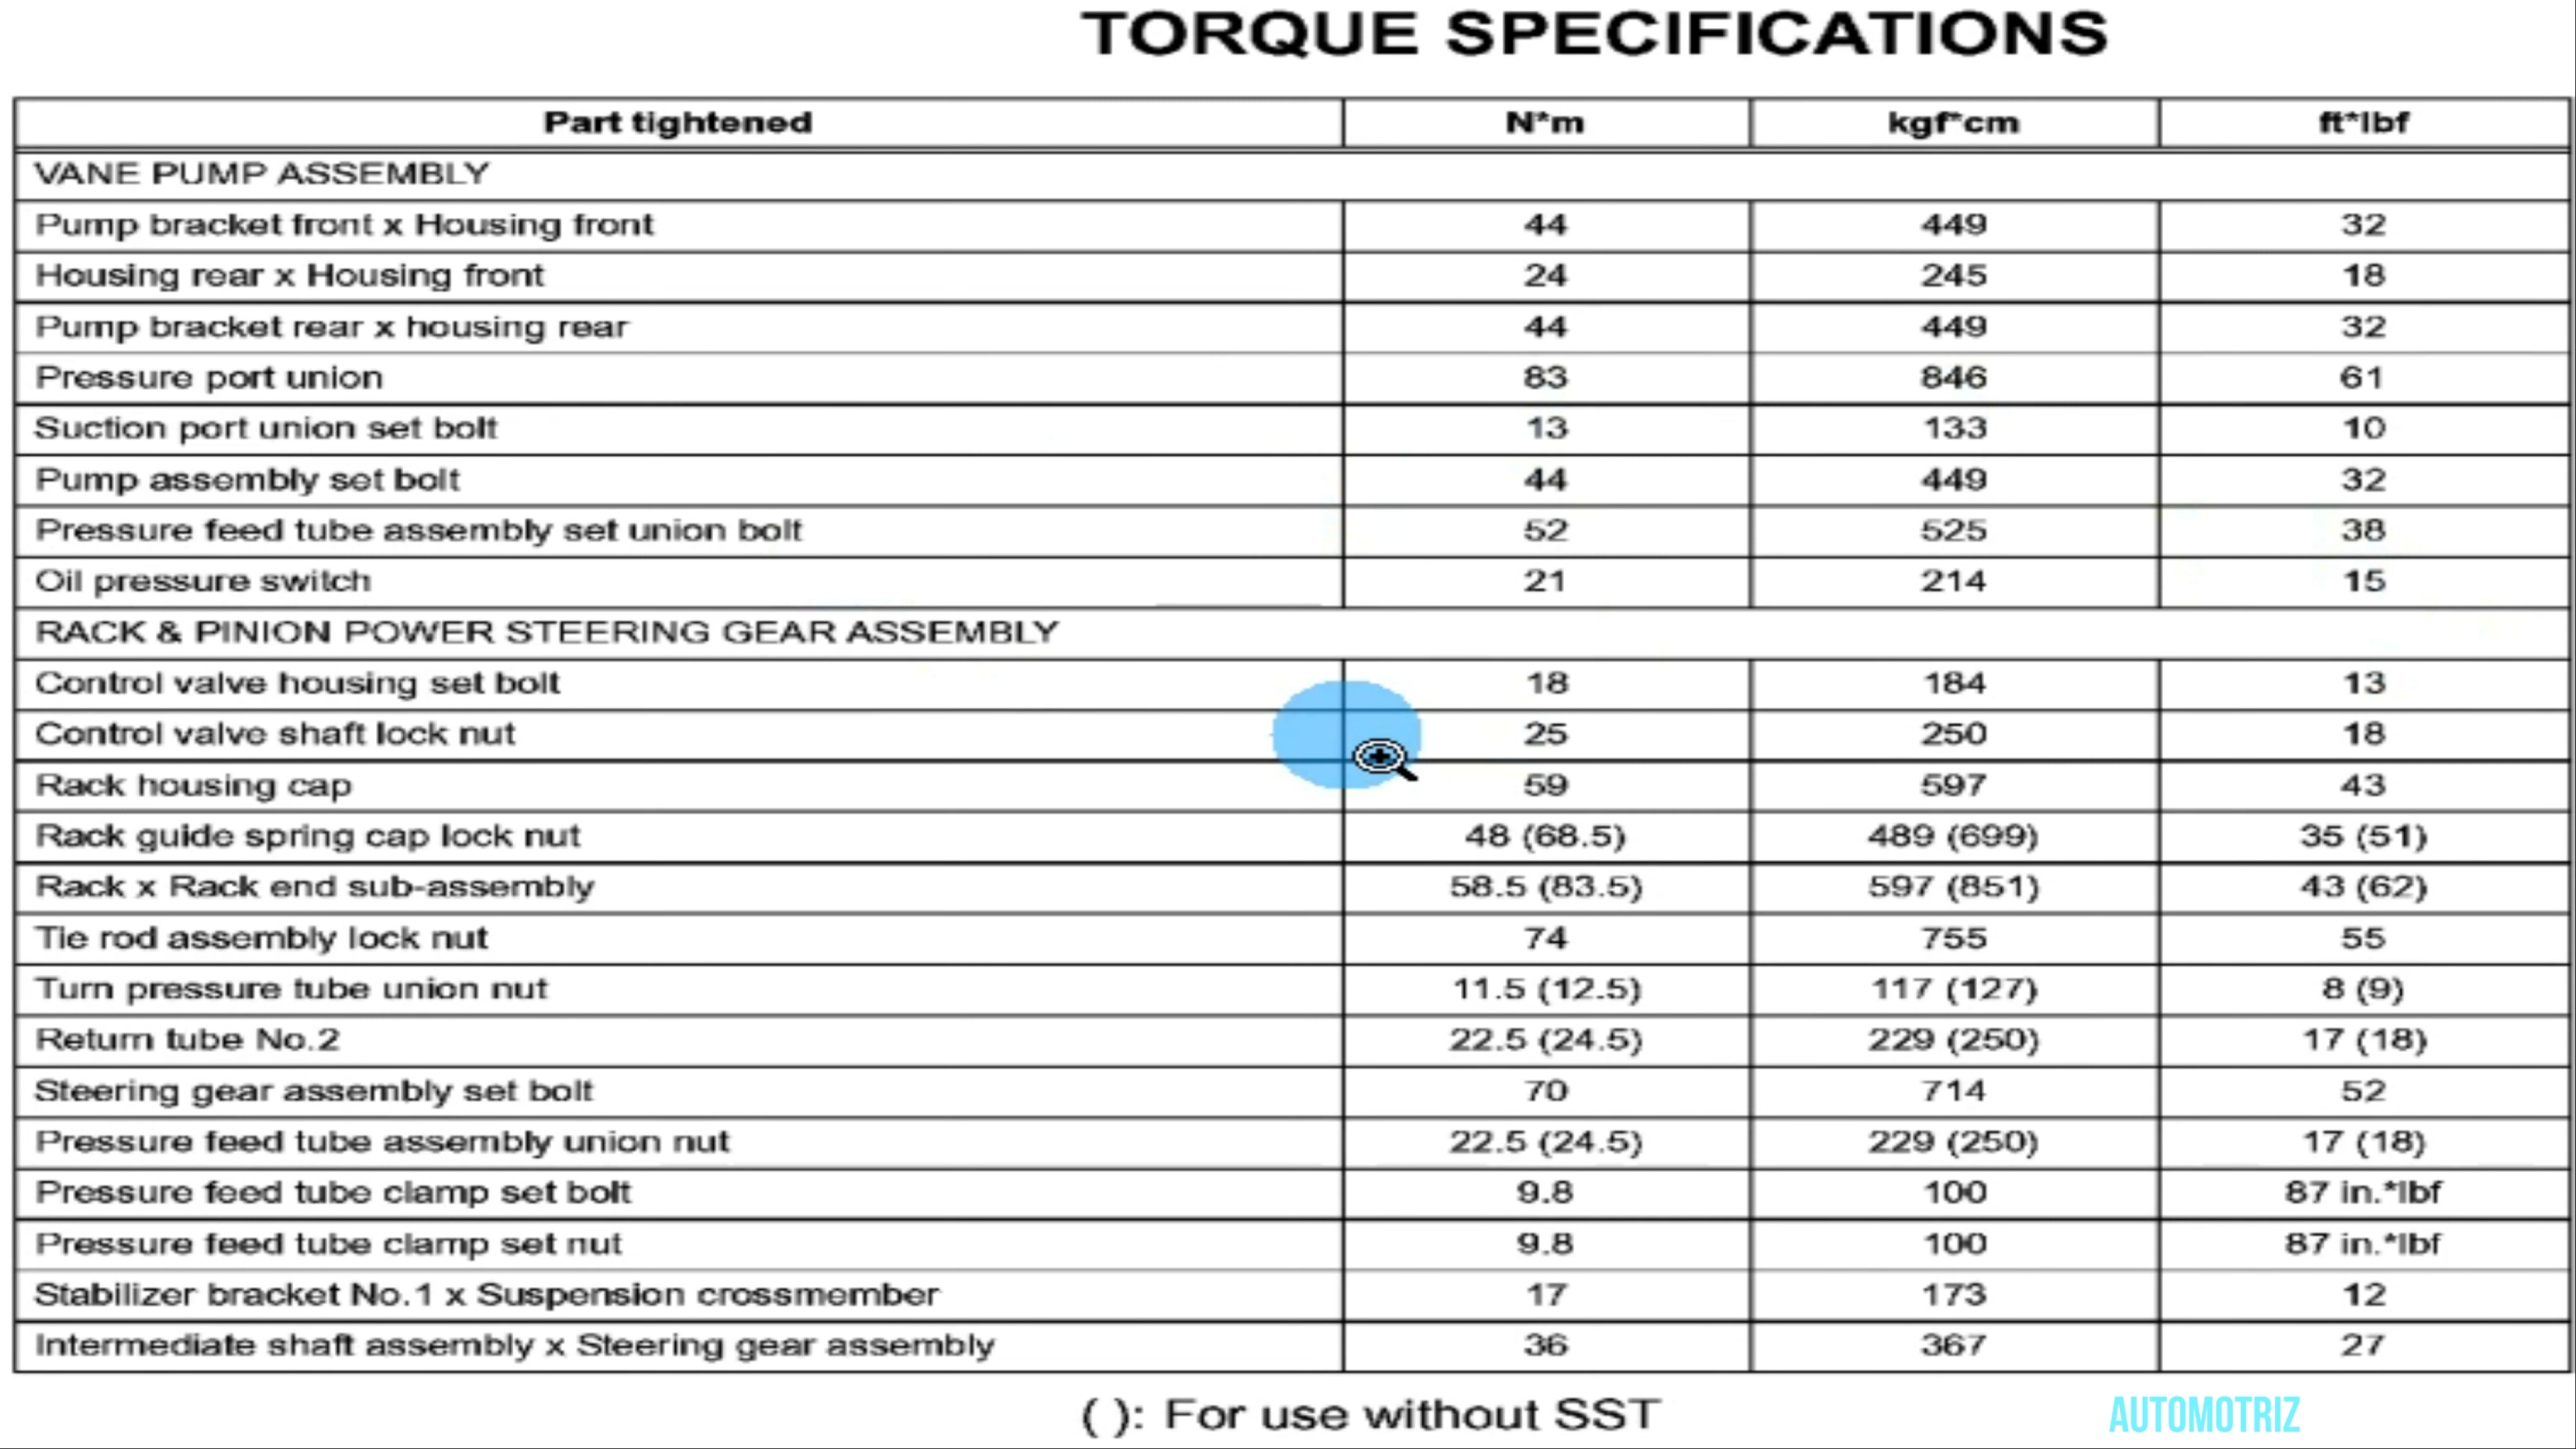 TORQUE SPECIFICATIONS
Part tightened N*m kgf*cm ft*lbf
VANE PUMP ASSEMBLY
Pump bracket front x Housing front 44 449 32
Housing rear x Housing front 24 245 18
Pump bracket rear x housing rear 44 449 32
Pressure port union 83 846 61
Suction port union set bolt 13 133 10
Pump assembly set bolt 44 449 32
Pressure feed tube assembly set union bolt 52 525 38
Oil pressure switch 21 214 15
RACK & PINION POWER STEERING GEAR ASSEMBLY
Control valve housing set bolt 18 184 13
Control valve shaft lock nut 25 250 18
Rack housing cap 59 597 43
Rack guide spring cap lock nut 48 (68.5) 489 (699) 35 (51)
Rack x Rack end sub-assembly 58.5 (83.5) 597 (851) 43 (62)
Tie rod assembly lock nut 74 755 55
Turn pressure tube union nut 11.5 (12.5) 117 (127) 8 (9)
Return tube No.2 22.5 (24.5) 229 (250) 17 (18)
Steering gear assembly set bolt 70 714 52
Pressure feed tube assembly union nut 22.5 (24.5) 229 (250) 17 (18)
Pressure feed tube clamp set bolt 9.8 100 87 in.*lbf
Pressure feed tube clamp set nut 9.8 100 87 in.*lbf
Stabilizer bracket No.1 x Suspension crossmember 17 173 12
Intermediate shaft assembly x Steering gear assembly 36 367 27
( ): For use without SST
AUTOMOTRIZ